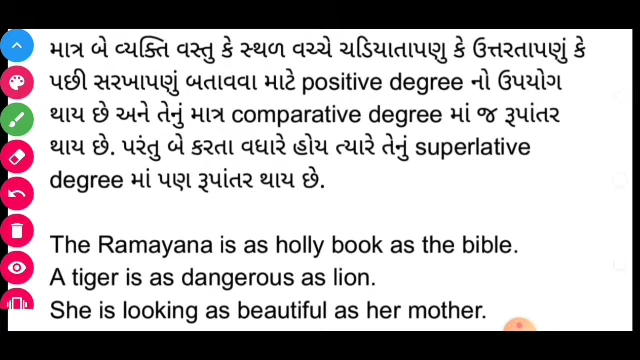 માત્ર બે વ્યક્તિ વસ્તુ કે સ્થળ વચ્ચે ચડિયાતાપણુ કે ઉત્તરતાપણું કે
પછી સરખાપણું બતાવવા માટે positive degree નો ઉપયોગ
થાય છે અને તેનું માત્ર comparative degree માં જ રૂપાંતર
થાય છે. પરંતુ બે કરતા વધારે હોય ત્યારે તેનું superlative
degree માં પણ રૂપાંતર થાય છે.
The Ramayana is as holly book as the bible.
A tiger is as dangerous as lion.
She is looking as beautiful as her mother.